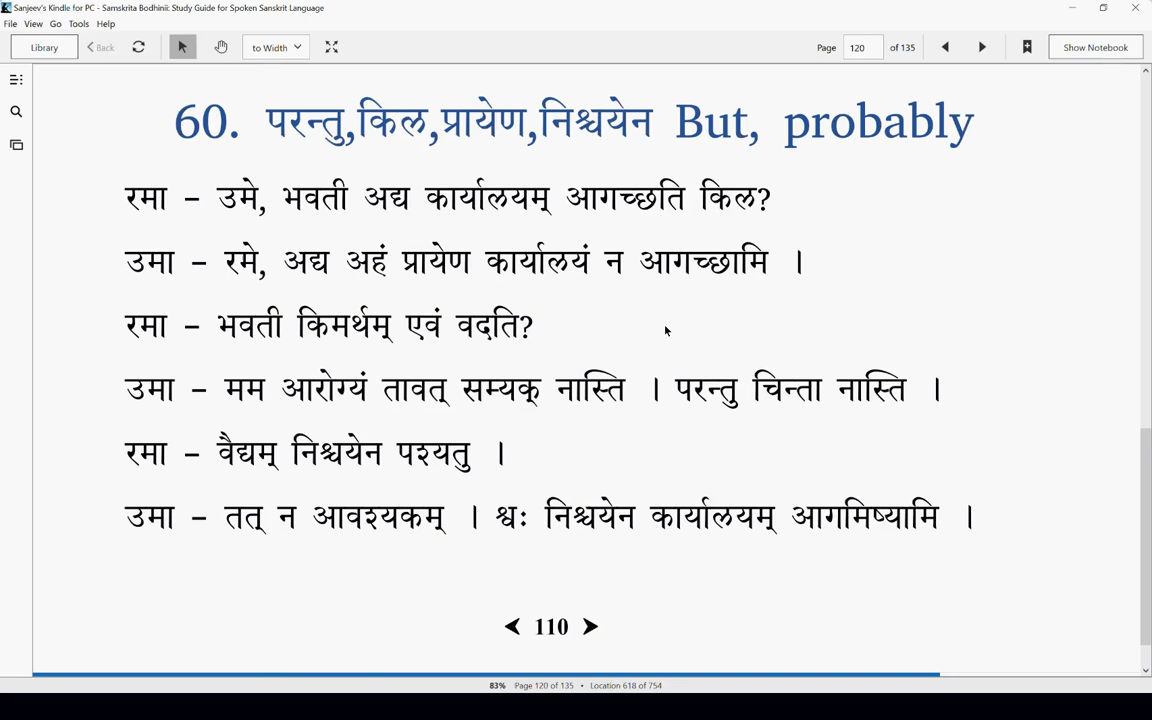 Sanjeev's Kindle for PC - Samskrita Bodhinii: Study Guide for Spoken Sanskrit Language
File View Go Tools Help
Library Back to Width Page 120 of 135 Show Notebook
60. परन्तु,किल,प्रायेण,निश्चयेन But, probably
रमा – उमे, भवती अद्य कार्यालयम् आगच्छति किल?
उमा – रमे, अद्य अहं प्रायेण कार्यालयं न आगच्छामि ।
रमा – भवती किमर्थम् एवं वदति?
उमा – मम आरोग्यं तावत् सम्यक् नास्ति । परन्तु चिन्ता नास्ति ।
रमा – वैद्यम् निश्चयेन पश्यतु ।
उमा – तत् न आवश्यकम् । श्वः निश्चयेन कार्यालयम् आगमिष्यामि ।
110
83% Page 120 of 135 • Location 618 of 754